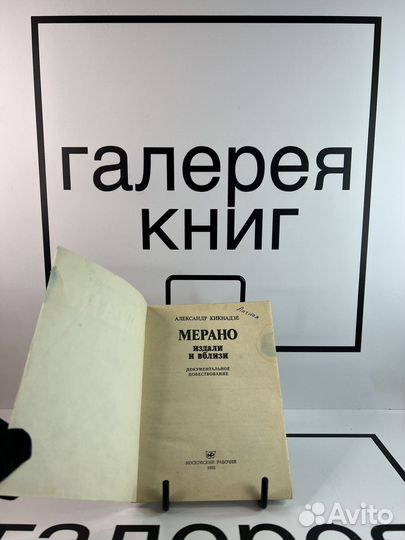 галерея
книг
АЛЕКСАНДР КИКНАДЗЕ
МЕРАНО
ИЗДАЛИ
И ВБЛИЗИ
ДОКУМЕНТАЛЬНОЕ
ПОВЕСТВОВАНИЕ
МОСКОВСКИЙ РАБОЧИЙ
галерея
Avito